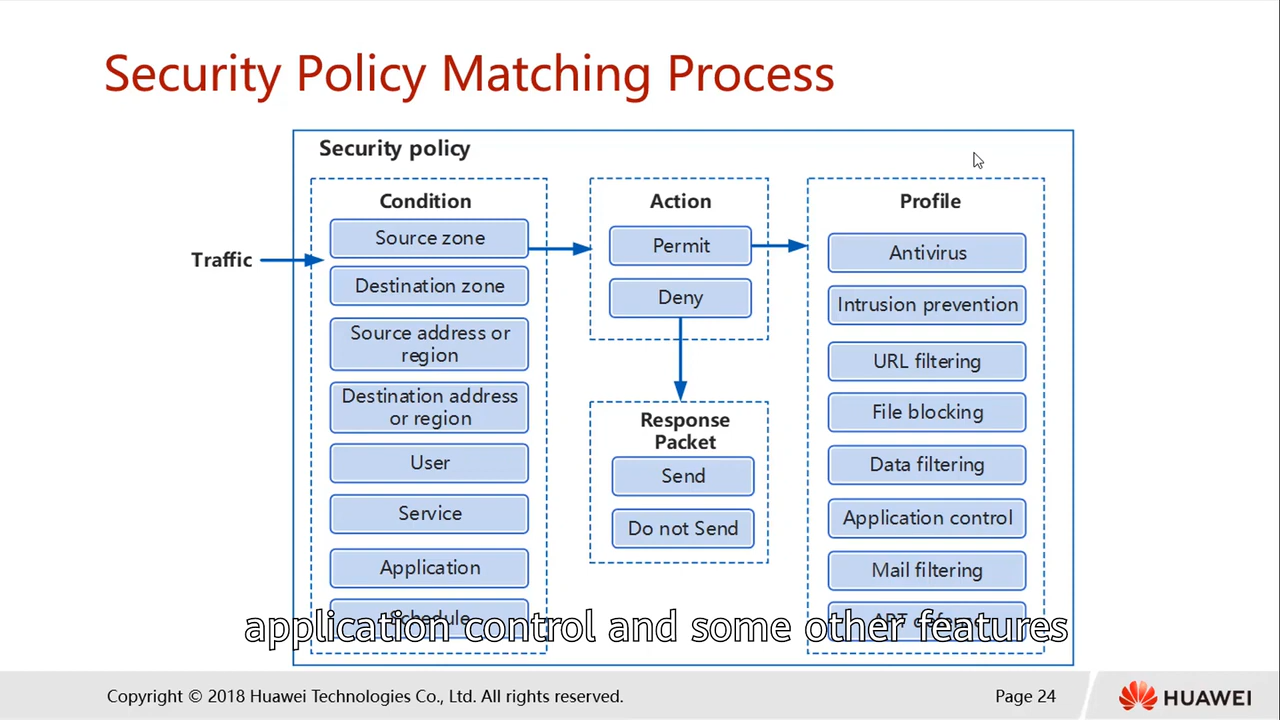 Security Policy Matching Process
Security policy
Traffic
Condition
Source zone
Destination zone
Source address or
region
Destination address
or region
User
Service
Application
Schedule
Action
Permit
Deny
Response
Packet
Send
Do not Send
Profile
Antivirus
Intrusion prevention
URL filtering
File blocking
Data filtering
Application control
Mail filtering
application control and some other features
Copyright © 2018 Huawei Technologies Co., Ltd. All rights reserved.
Page 24
HUAWEI